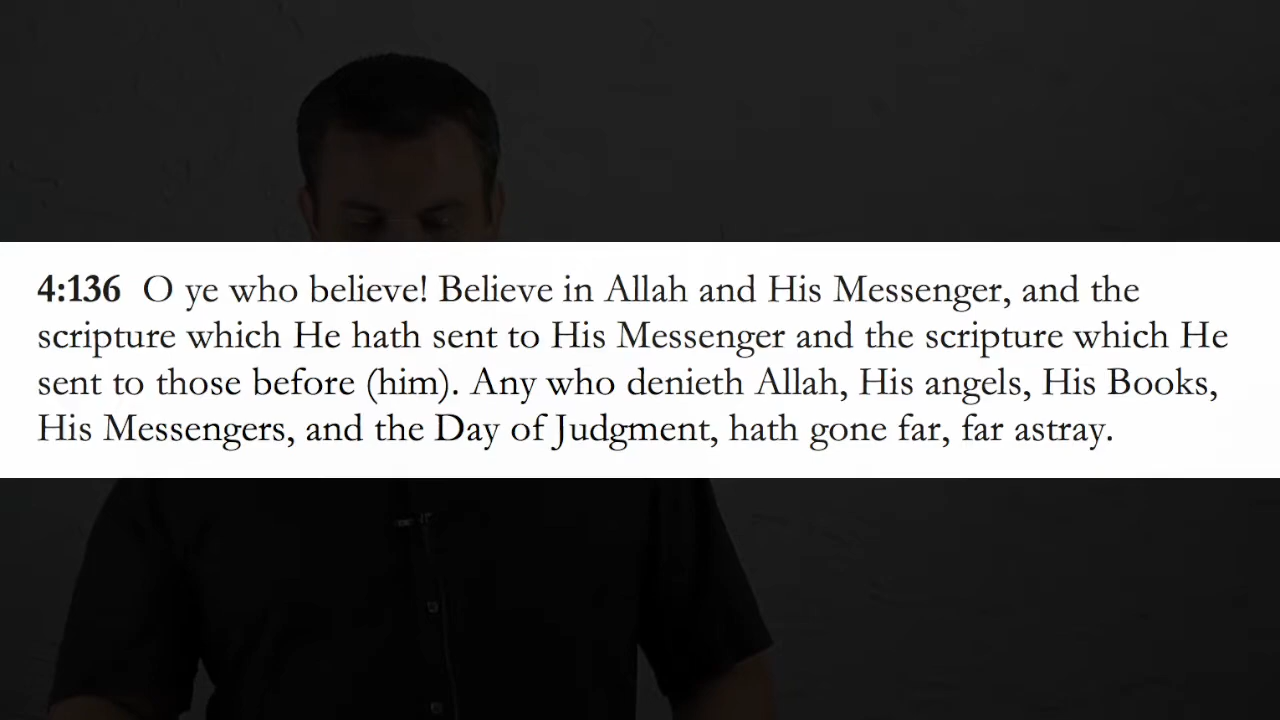 4:136 O ye who believe! Believe in Allah and His Messenger, and the
scripture which He hath sent to His Messenger and the scripture which He
sent to those before (him). Any who denieth Allah, His angels, His Books,
His Messengers, and the Day of Judgment, hath gone far, far astray.